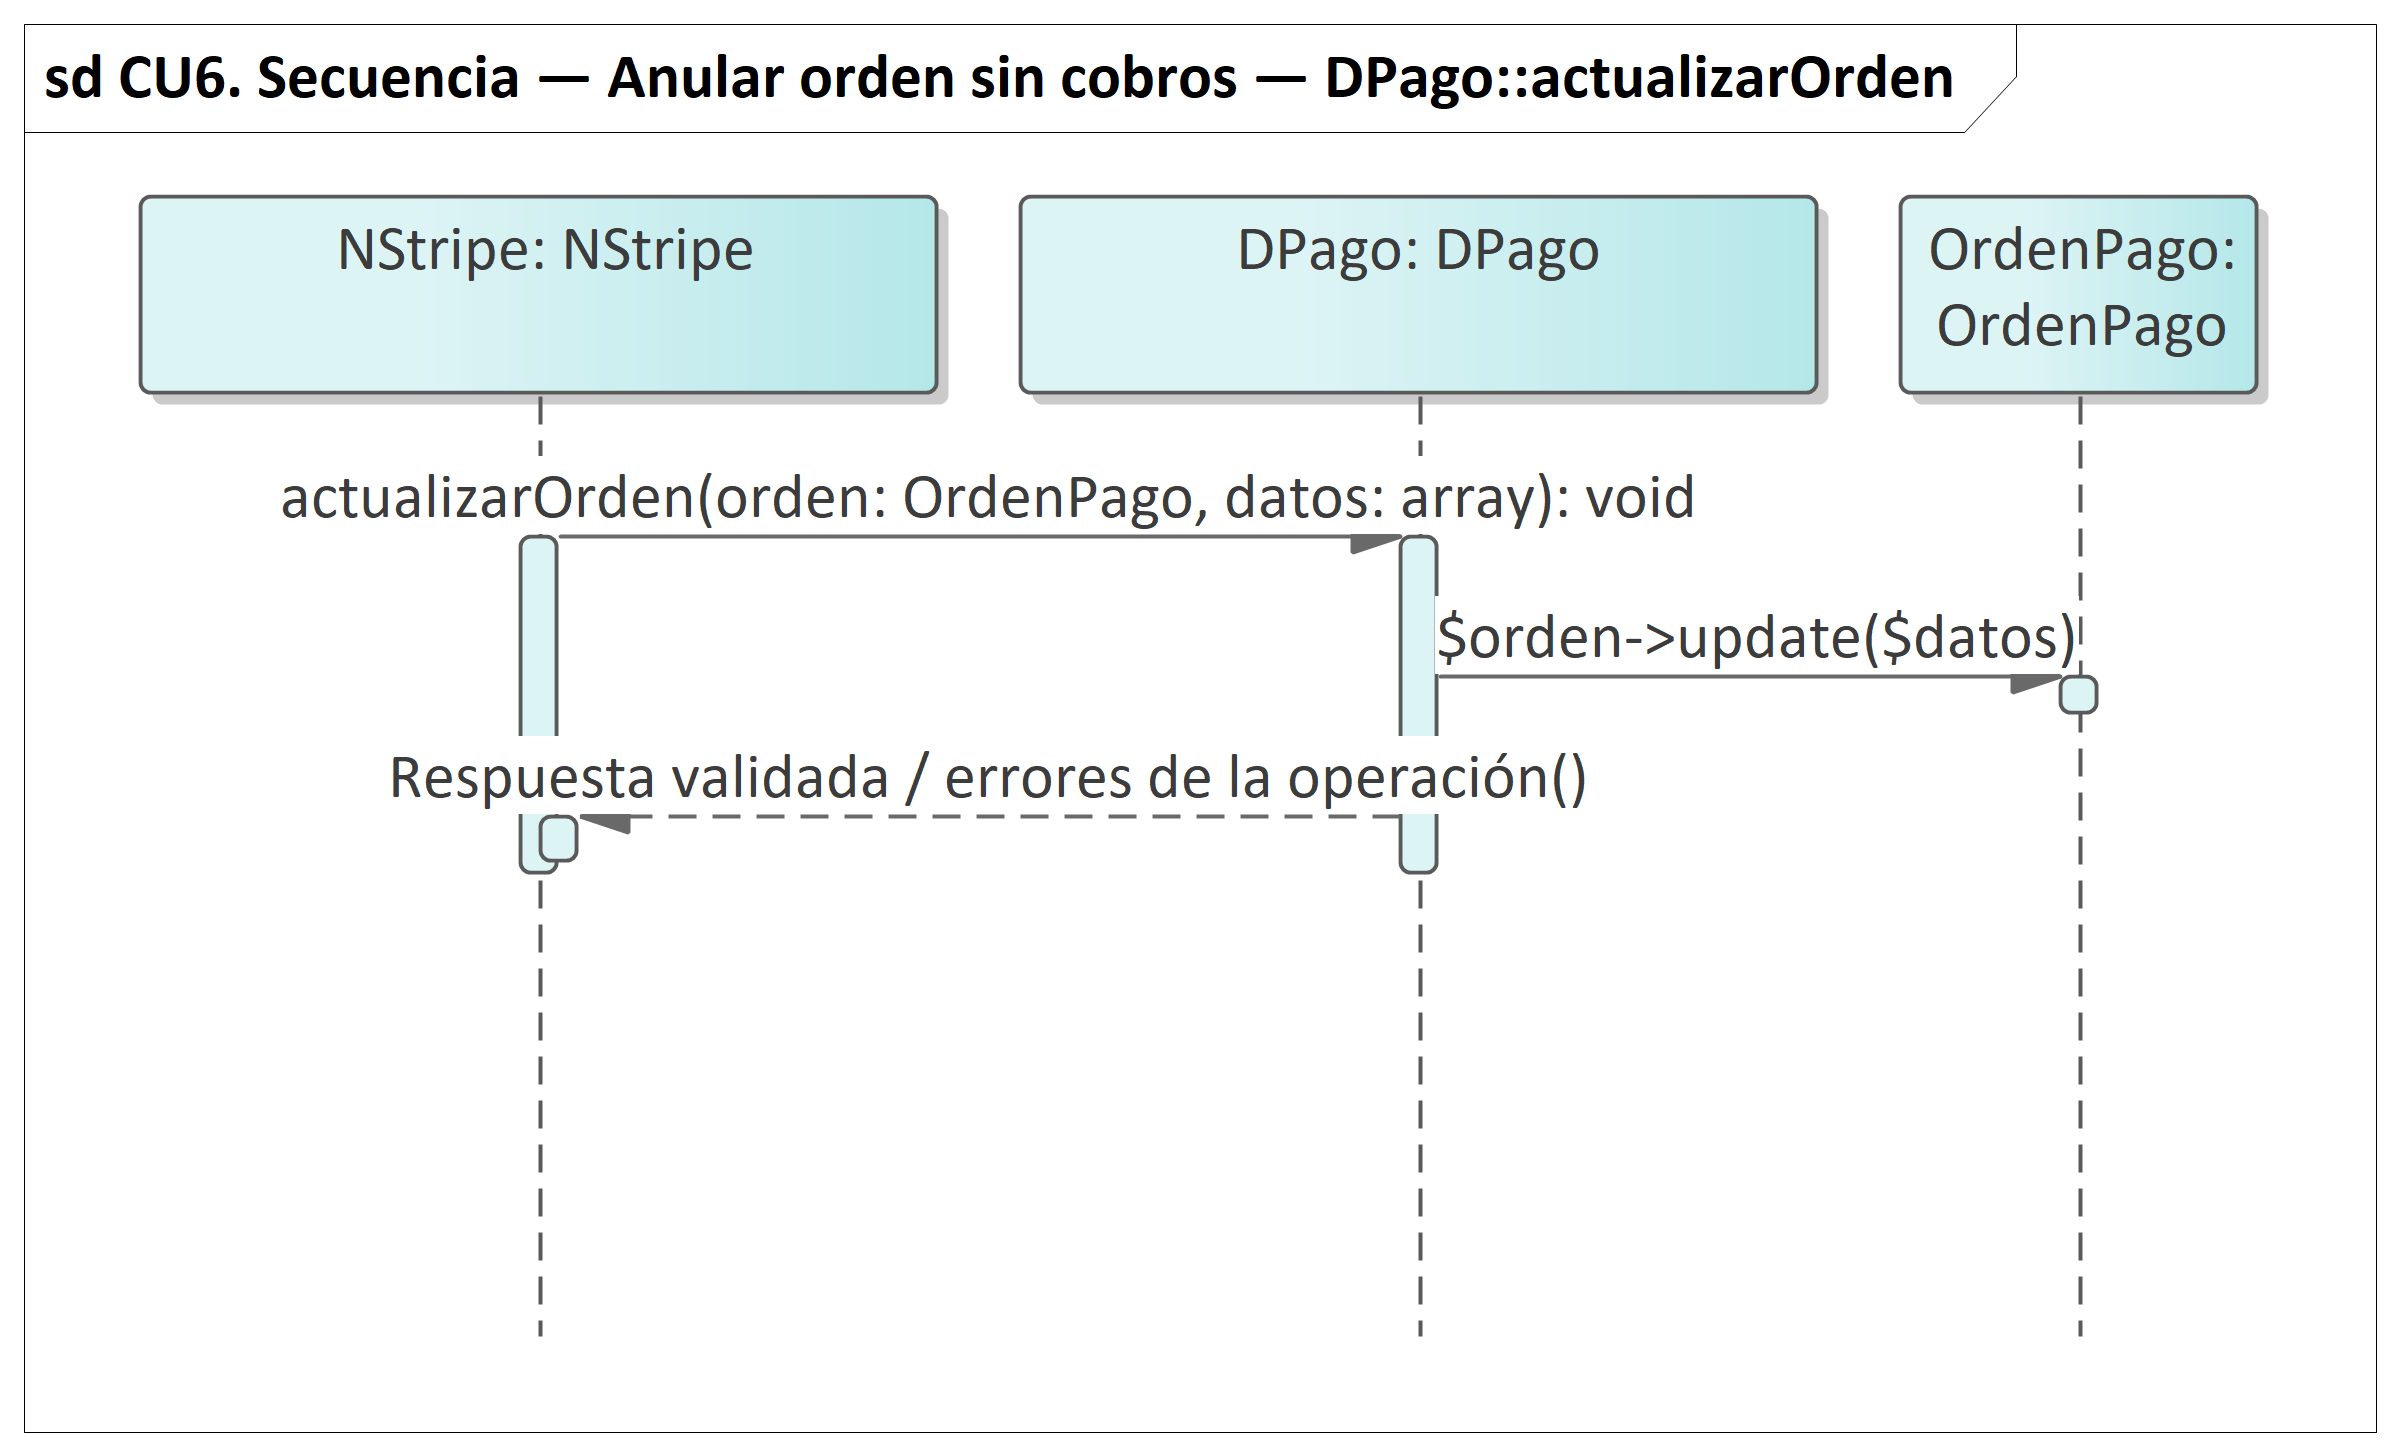 sd CU6. Secuencia — Anular orden sin cobros — DPago::actualizarOrden
NStripe: NStripe
DPago: DPago
OrdenPago:
OrdenPago
actualizarOrden(orden: OrdenPago, datos: array): void
$orden->update($datos)
Respuesta validada / errores de la operación()